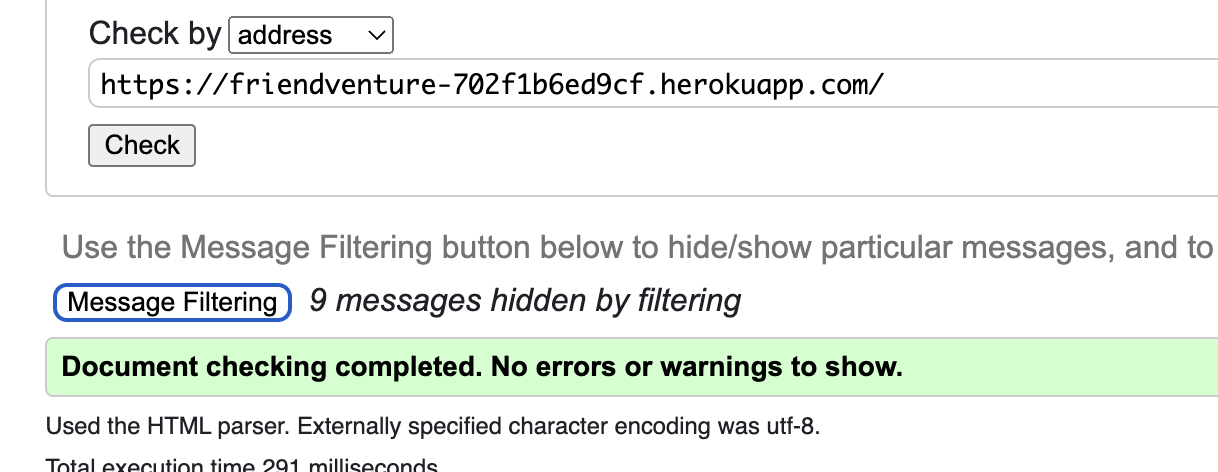 Check by address
https://friendventure-702f1b6ed9cf.herokuapp.com/
Check
Use the Message Filtering button below to hide/show particular messages, and to
Message Filtering 9 messages hidden by filtering
Document checking completed. No errors or warnings to show.
Used the HTML parser. Externally specified character encoding was utf-8.
Total execution time 291 milliseconds.